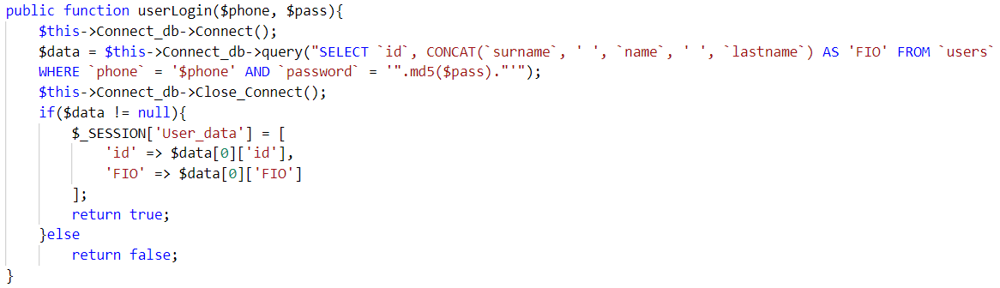 public function userLogin($phone, $pass){
    $this->Connect_db->Connect();
    $data = $this->Connect_db->query("SELECT `id`, CONCAT(`surname`, ' ', `name`, ' ', `lastname`) AS 'FIO' FROM `users`
    WHERE `phone` = '$phone' AND `password` = '".md5($pass)."'");
    $this->Connect_db->Close_Connect();
    if($data != null){
        $_SESSION['User_data'] = [
            'id' => $data[0]['id'],
            'FIO' => $data[0]['FIO']
        ];
        return true;
    }else
        return false;
}